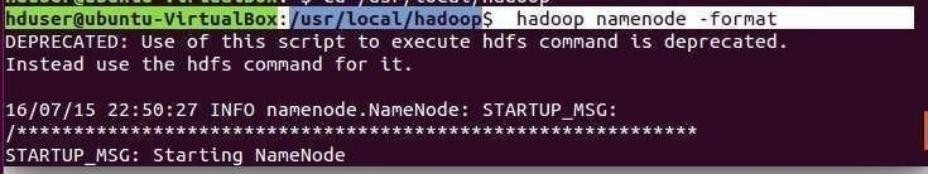 hduser@ubuntu-VirtualBox:/usr/local/hadoop$ hadoop namenode -format
DEPRECATED: Use of this script to execute hdfs command is deprecated.
Instead use the hdfs command for it.
16/07/15 22:50:27 INFO namenode.NameNode: STARTUP_MSG:
/************************************************************
STARTUP_MSG: Starting NameNode